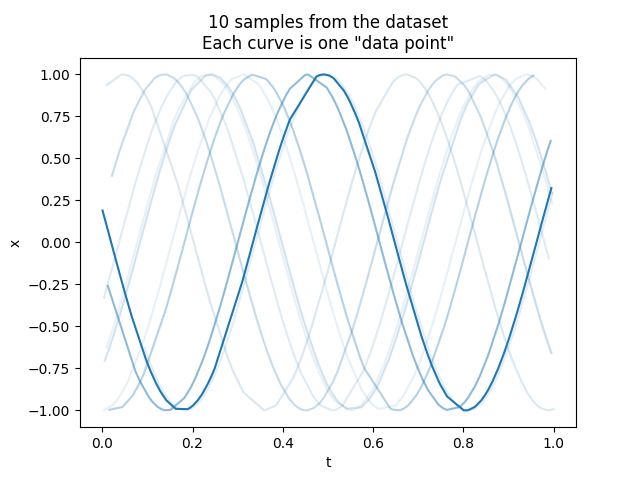 10 samples from the dataset
Each curve is one "data point"
1.00
0.75
0.50
0.25
0.00
−0.25
−0.50
−0.75
−1.00
x
0.0 0.2 0.4 0.6 0.8 1.0
t